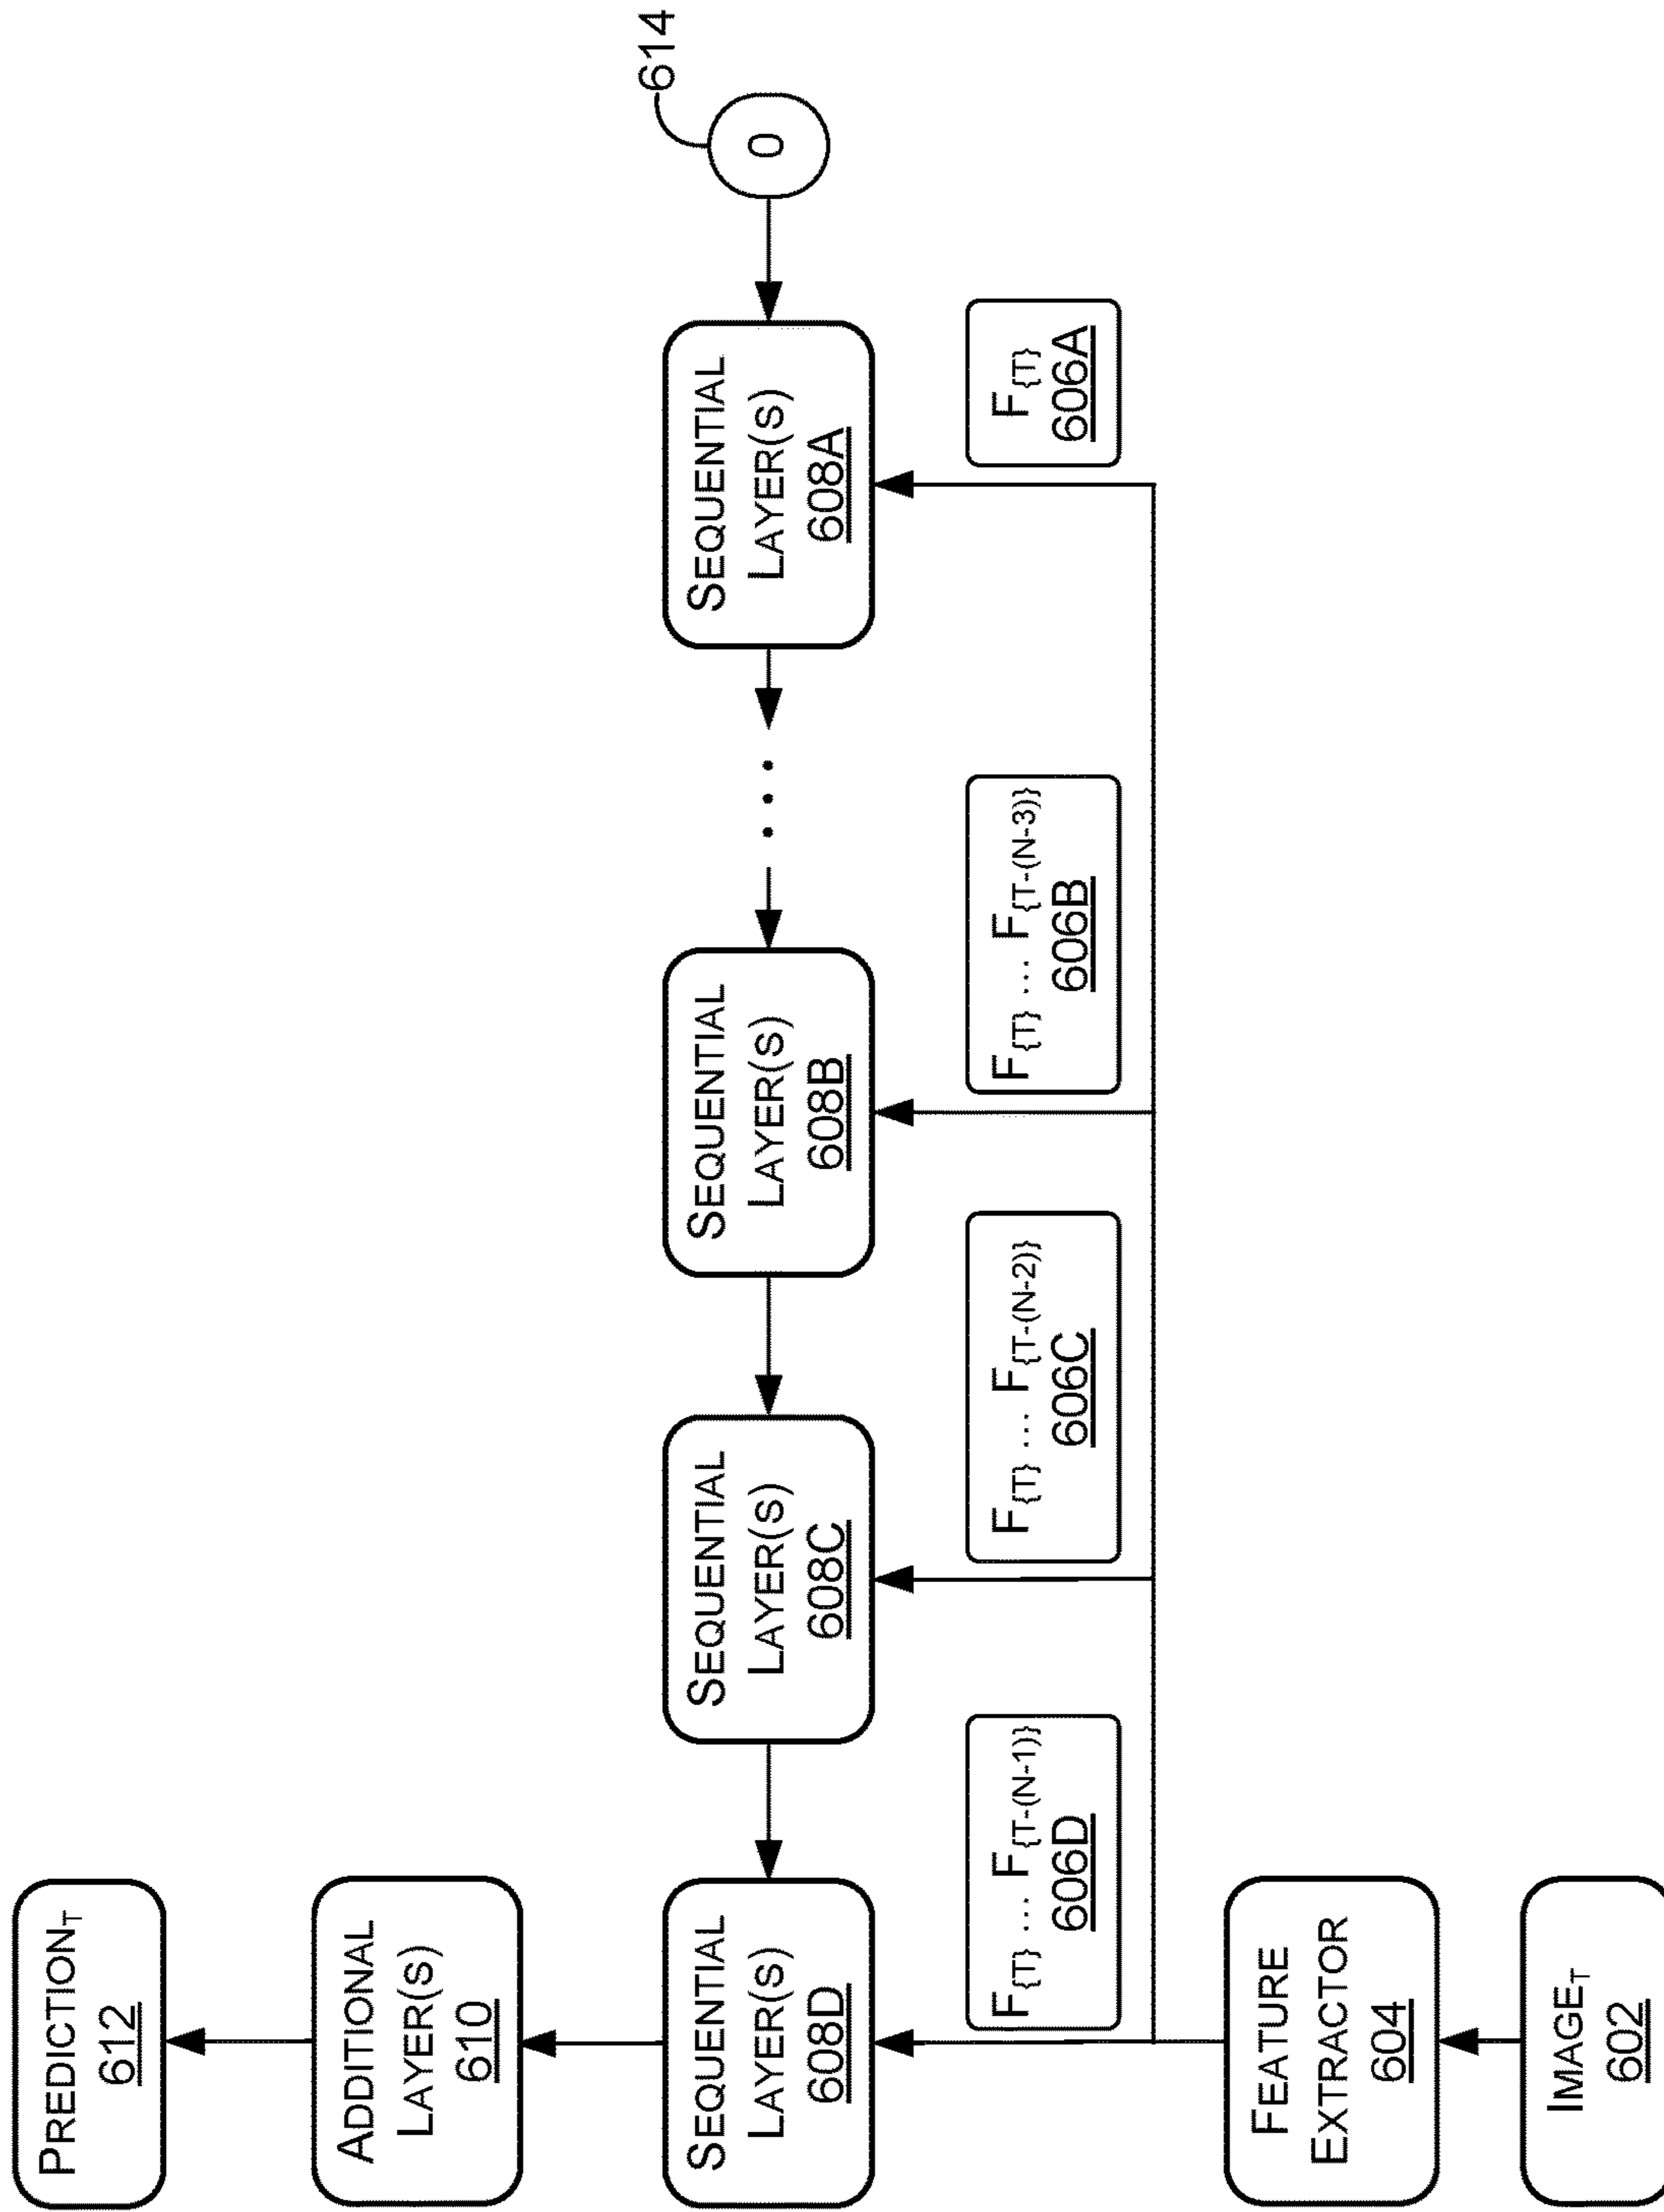 PREDICTION_T
612
ADDITIONAL
LAYER(S)
610
SEQUENTIAL
LAYER(S)
608D
SEQUENTIAL
LAYER(S)
608C
SEQUENTIAL
LAYER(S)
608B
SEQUENTIAL
LAYER(S)
608A
0
614
F{T} ... F{T-(N-1)}
606D
F{T} ... F{T-(N-2)}
606C
F{T} ... F{T-(N-3)}
606B
F{T}
606A
FEATURE
EXTRACTOR
604
IMAGE_T
602